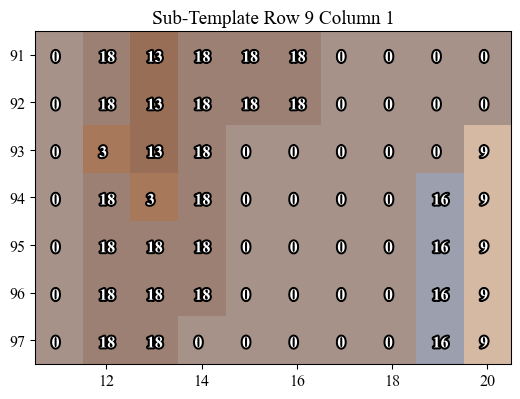 Sub-Template Row 9 Column 1
91 0 18 13 18 18 18 0 0 0 0
92 0 18 13 18 18 18 0 0 0 0
93 0 3 13 18 0 0 0 0 0 9
94 0 18 3 18 0 0 0 0 16 9
95 0 18 18 18 0 0 0 0 16 9
96 0 18 18 18 0 0 0 0 16 9
97 0 18 18 0 0 0 0 0 16 9
12 14 16 18 20